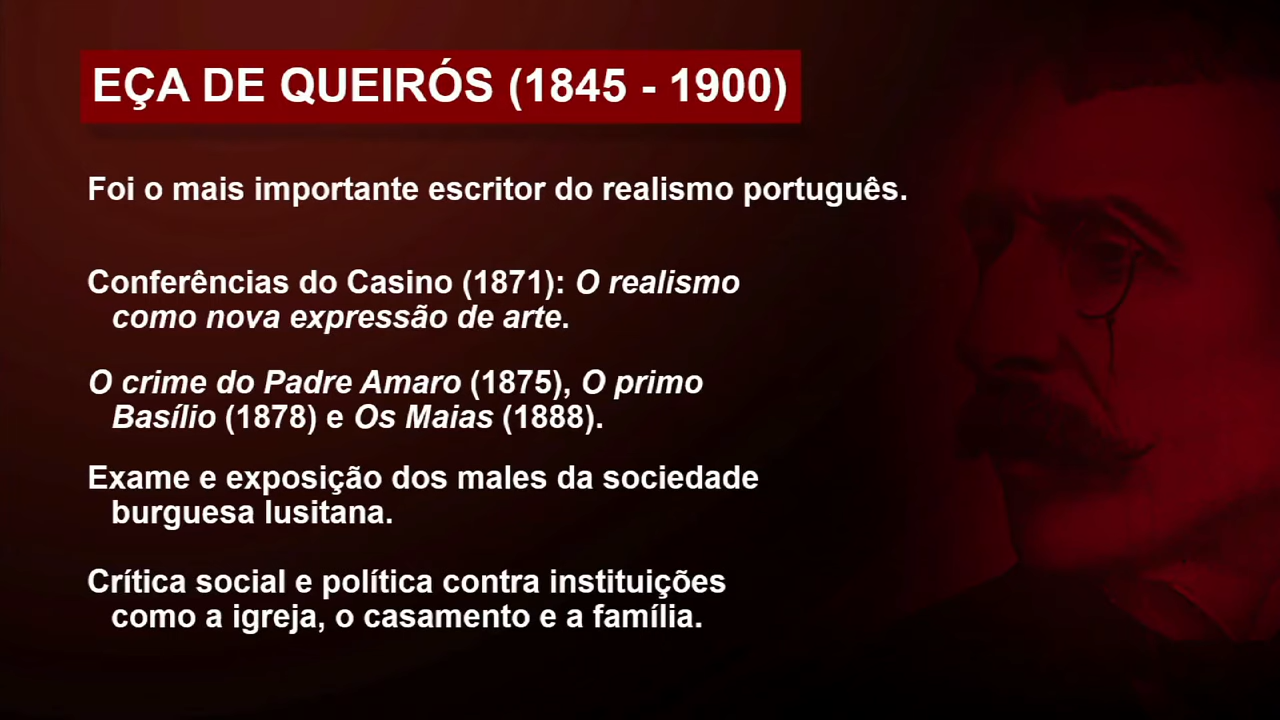 EÇA DE QUEIRÓS (1845 - 1900)
Foi o mais importante escritor do realismo português.
Conferências do Casino (1871): O realismo
como nova expressão de arte.
O crime do Padre Amaro (1875), O primo
Basílio (1878) e Os Maias (1888).
Exame e exposição dos males da sociedade
burguesa lusitana.
Crítica social e política contra instituições
como a igreja, o casamento e a família.